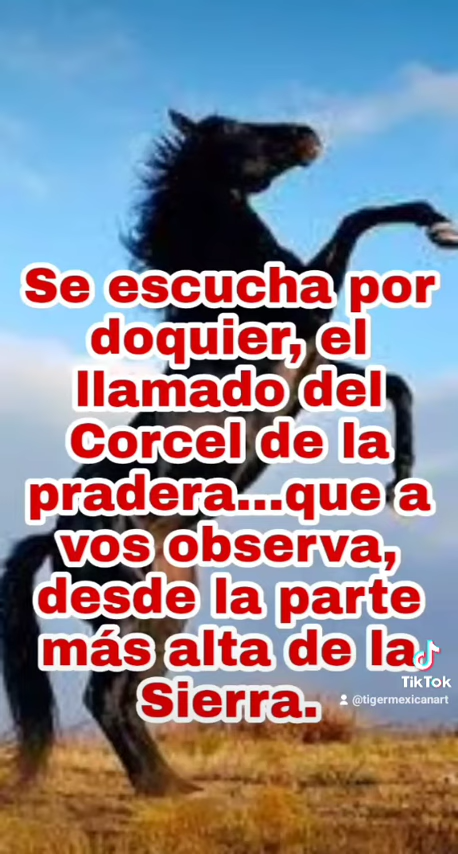 Se escucha por
doquier, el
llamado del
Corcel de la
pradera...que a
vos observa,
desde la parte
más alta de la
Sierra.
TikTok
@tigermexicanart